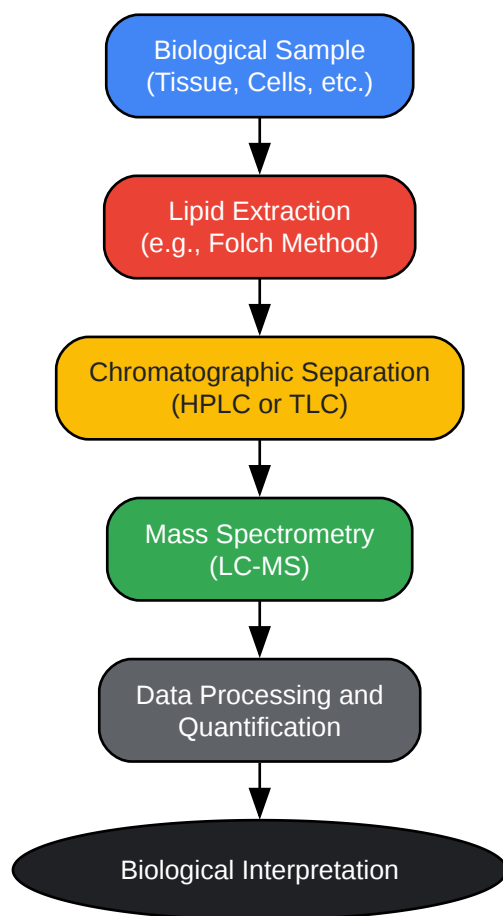 Biological Sample
(Tissue, Cells, etc.)
Lipid Extraction
(e.g., Folch Method)
Chromatographic Separation
(HPLC or TLC)
Mass Spectrometry
(LC-MS)
Data Processing and
Quantification
Biological Interpretation